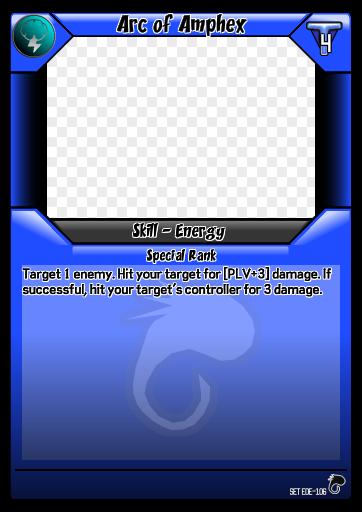 Arc of Amphex
4
Skill - Energy
Special Rank
Target 1 enemy. Hit your target for [PLV+3] damage. If
successful, hit your target's controller for 3 damage.
SET EOE-106